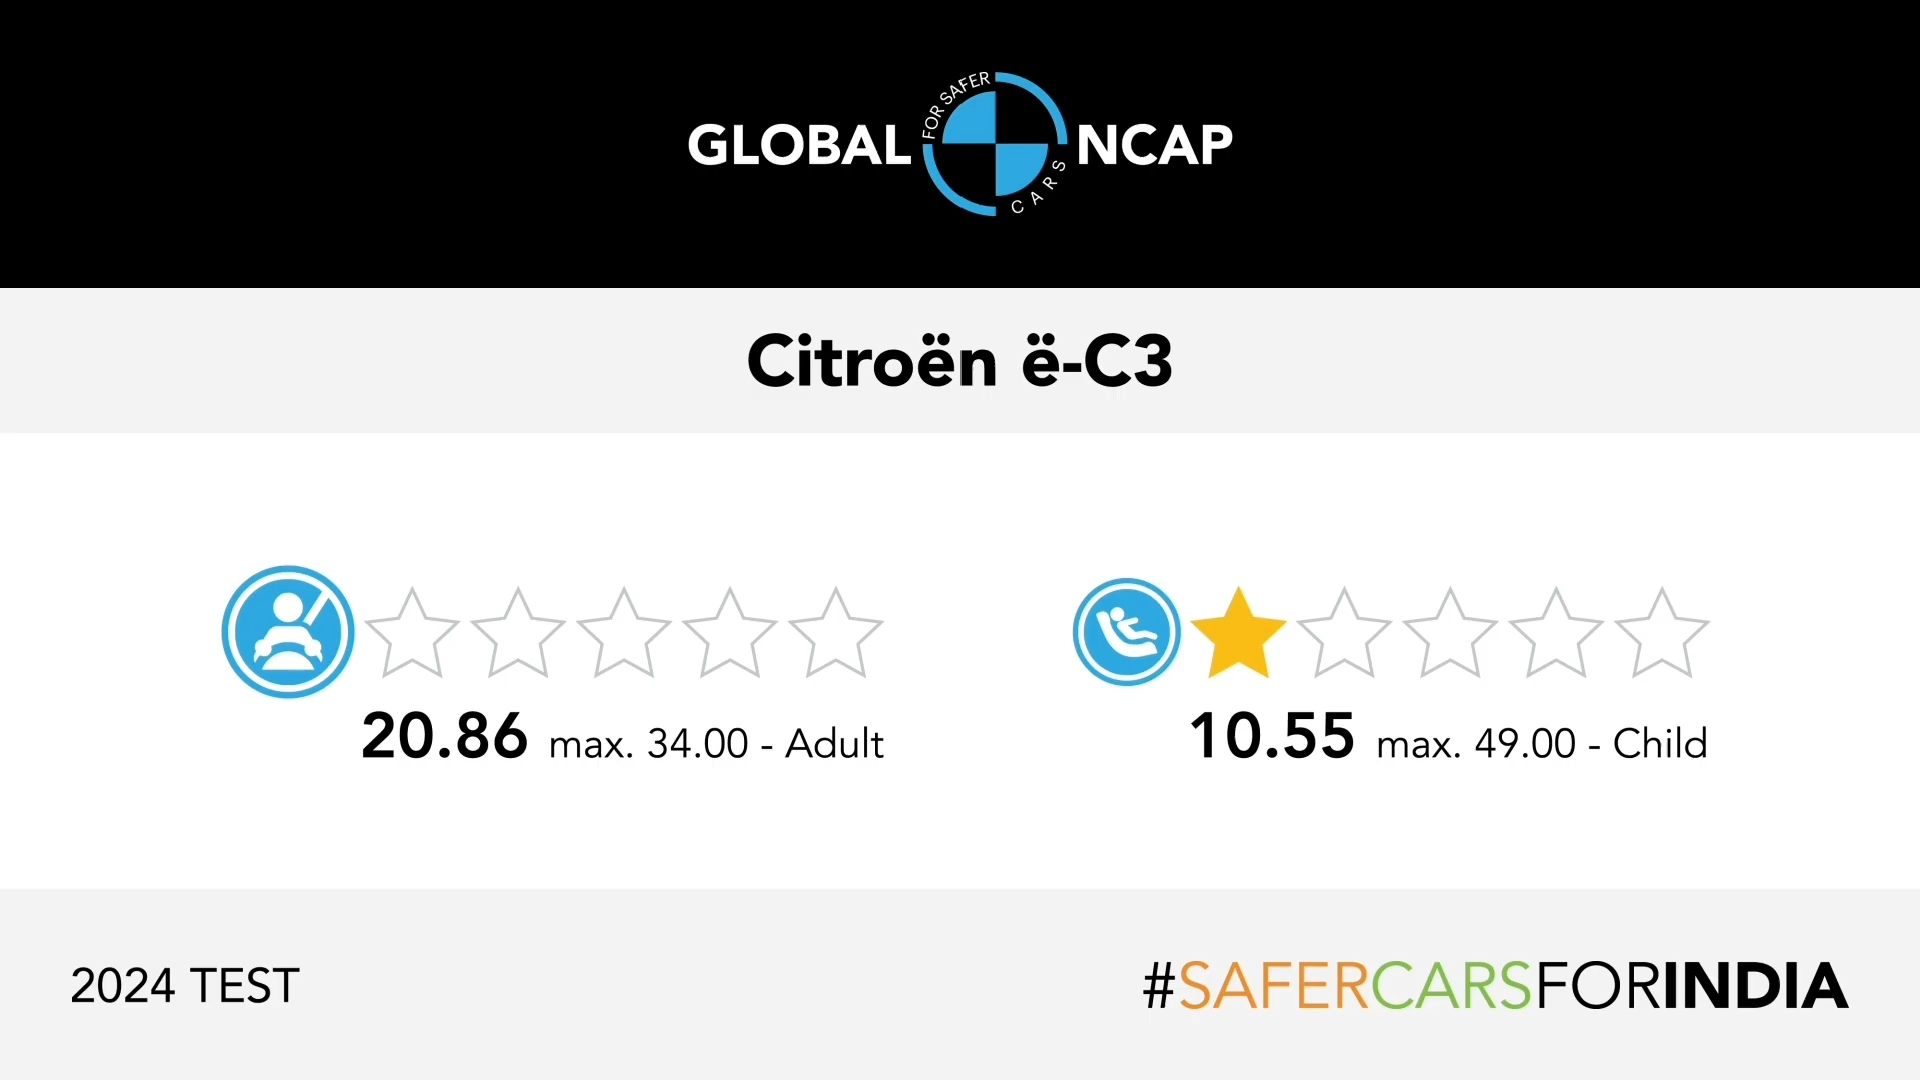 GLOBAL FOR SAFER CARS NCAP
Citroën ë-C3
20.86 max. 34.00 - Adult
10.55 max. 49.00 - Child
2024 TEST
#SAFERCARSFORINDIA